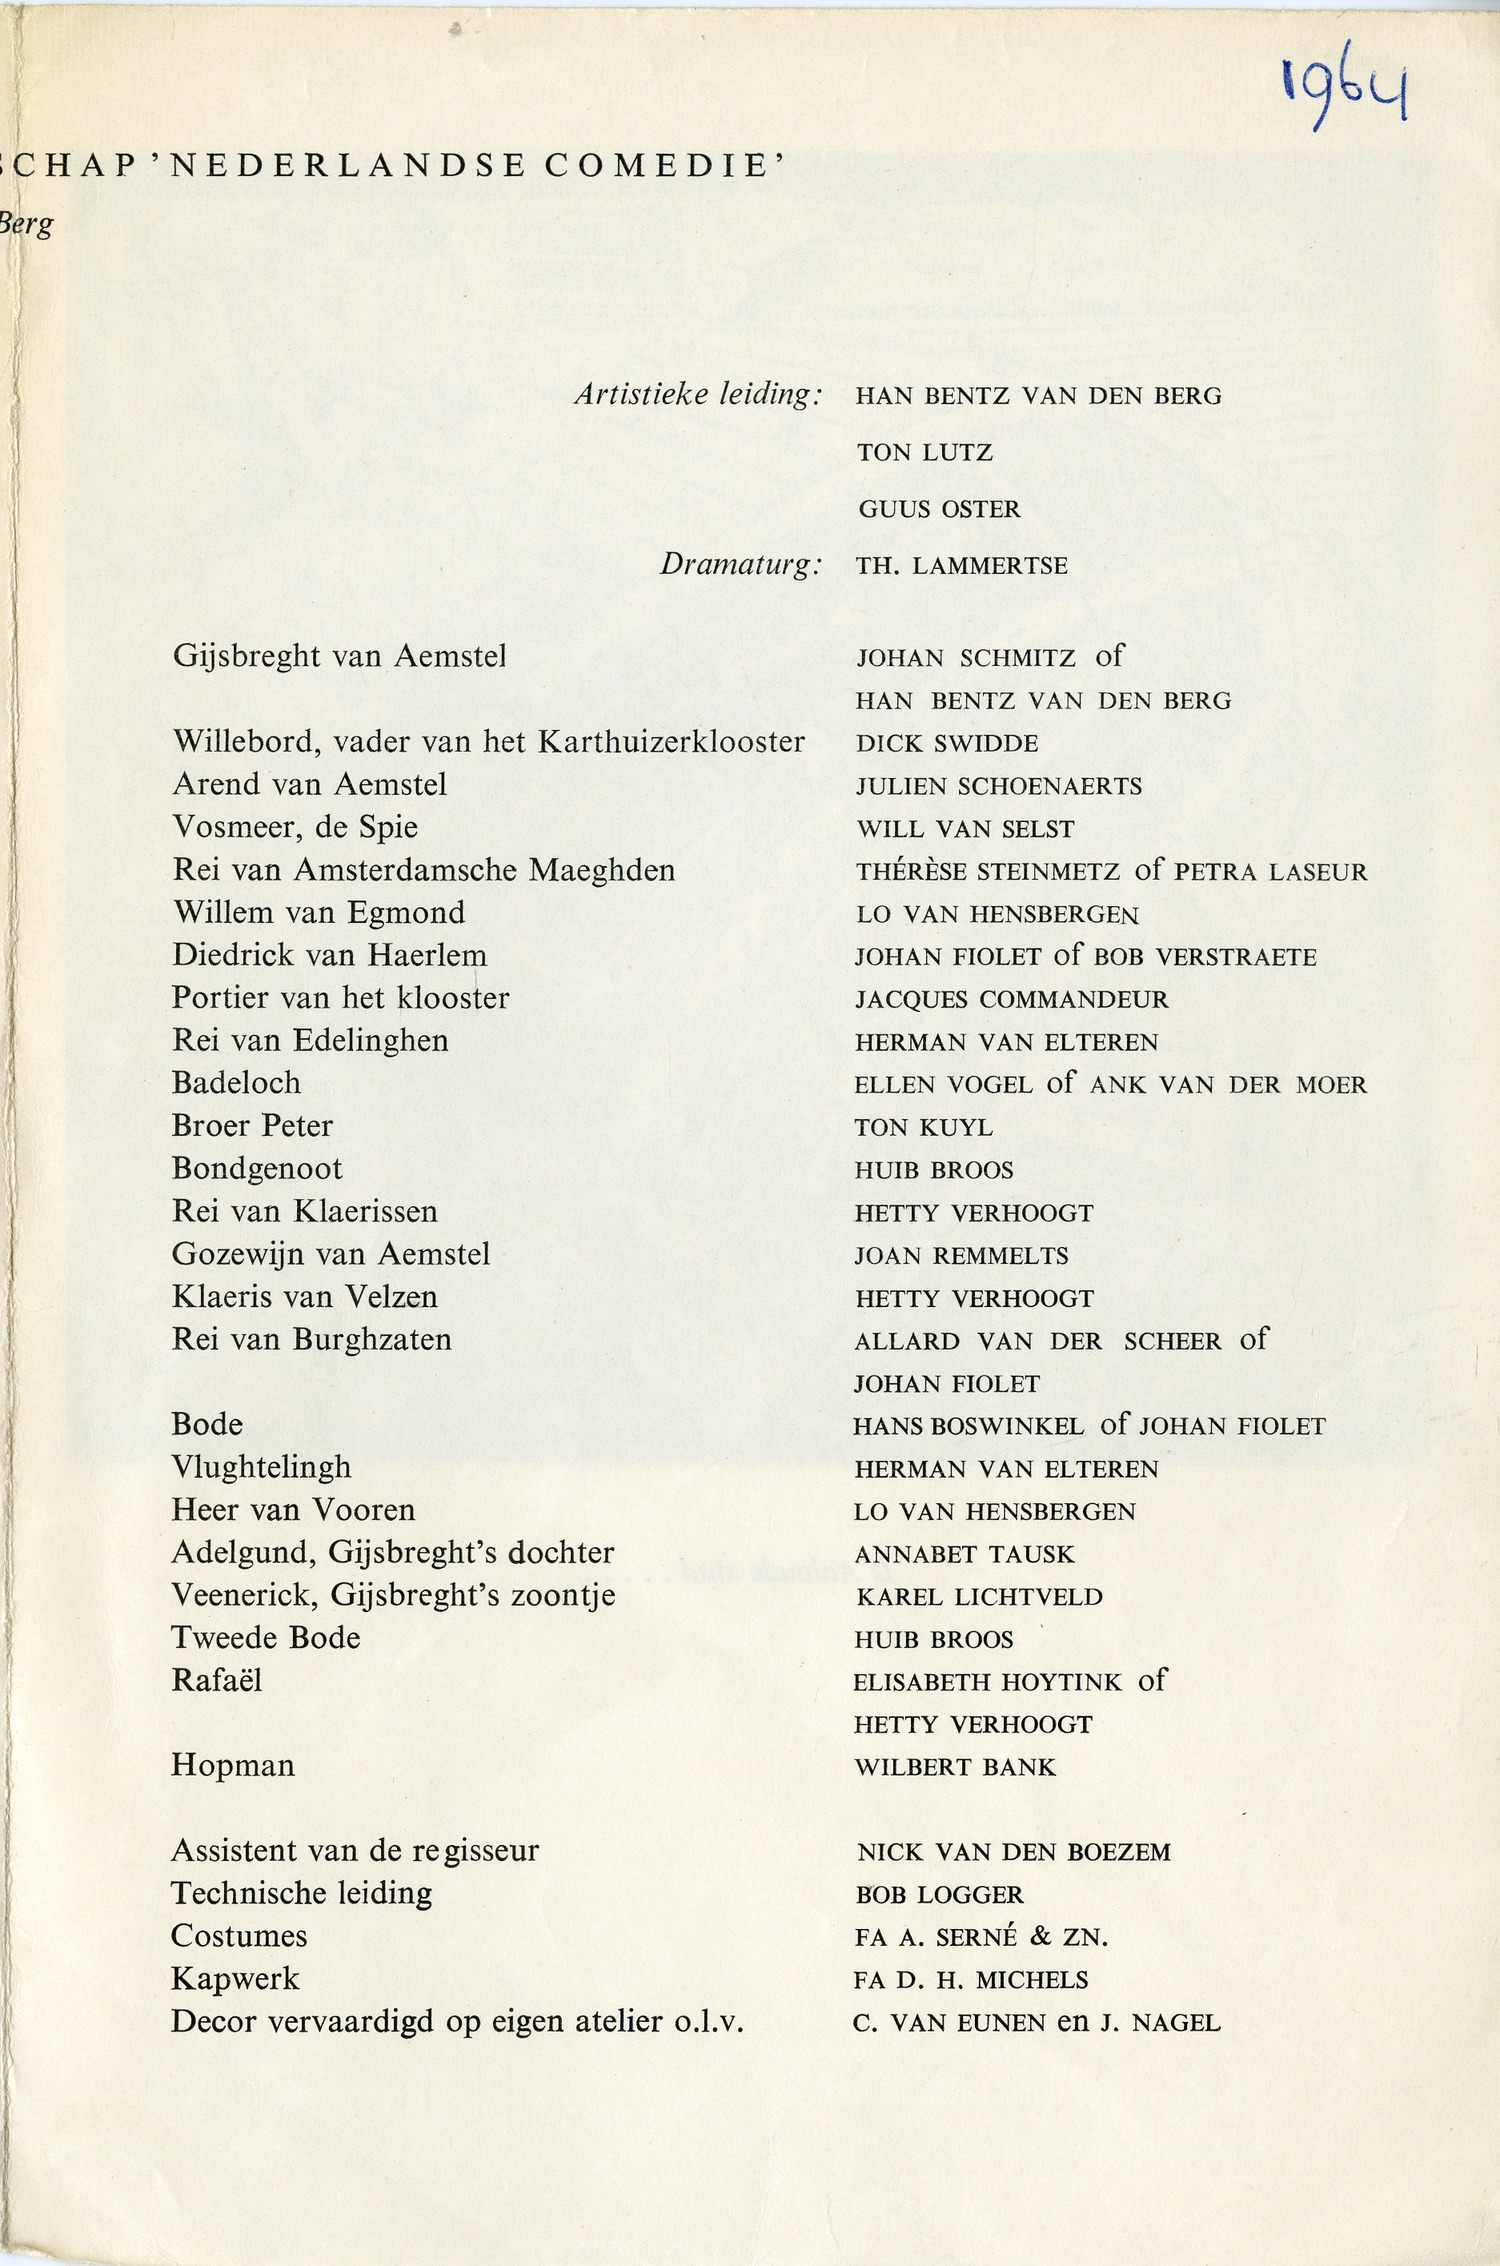 1964
SCHAP 'NEDERLANDSE COMEDIE'
Berg
Artistieke leiding: HAN BENTZ VAN DEN BERG
TON LUTZ
GUUS OSTER
Dramaturg: TH. LAMMERTSE
Gijsbreght van Aemstel JOHAN SCHMITZ of
HAN BENTZ VAN DEN BERG
Willebord, vader van het Karthuizerklooster DICK SWIDDE
Arend van Aemstel JULIEN SCHOENAERTS
Vosmeer, de Spie WILL VAN SELST
Rei van Amsterdamsche Maeghden THÉRÈSE STEINMETZ of PETRA LASEUR
Willem van Egmond LO VAN HENSBERGEN
Diedrick van Haerlem JOHAN FIOLET of BOB VERSTRAETE
Portier van het klooster JACQUES COMMANDEUR
Rei van Edelinghen HERMAN VAN ELTEREN
Badeloch ELLEN VOGEL of ANK VAN DER MOER
Broer Peter TON KUYL
Bondgenoot HUIB BROOS
Rei van Klaerissen HETTY VERHOOGT
Gozewijn van Aemstel JOAN REMMELTS
Klaeris van Velzen HETTY VERHOOGT
Rei van Burghzaten ALLARD VAN DER SCHEER of
JOHAN FIOLET
Bode HANS BOSWINKEL of JOHAN FIOLET
Vlughtelingh HERMAN VAN ELTEREN
Heer van Vooren LO VAN HENSBERGEN
Adelgund, Gijsbreght's dochter ANNABET TAUSK
Veenerick, Gijsbreght's zoontje KAREL LICHTVELD
Tweede Bode HUIB BROOS
Rafaël ELISABETH HOYTINK of
HETTY VERHOOGT
Hopman WILBERT BANK
Assistent van de regisseur NICK VAN DEN BOEZEM
Technische leiding BOB LOGGER
Costumes FA A. SERNÉ & ZN.
Kapwerk FA D. H. MICHELS
Decor vervaardigd op eigen atelier o.l.v. C. VAN EUNEN en J. NAGEL